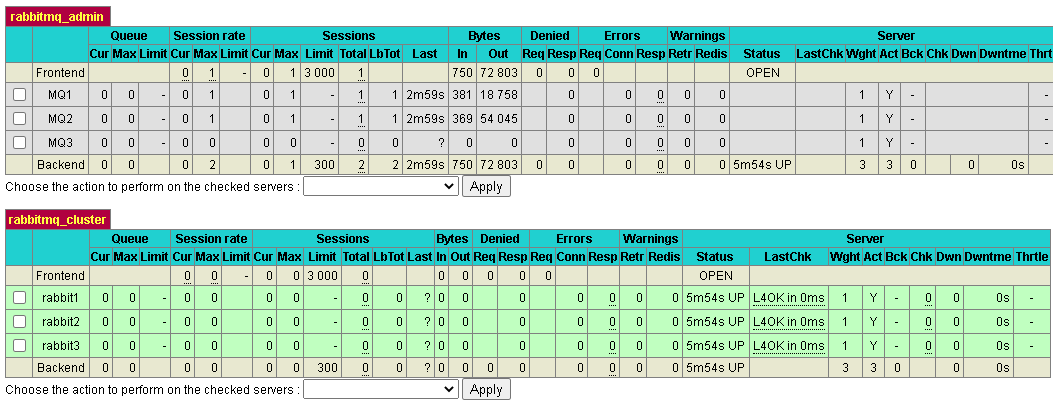 rabbitmq_admin
Queue Session rate Sessions Bytes Denied Errors Warnings Server
Cur Max Limit Cur Max Limit Cur Max Limit Total LbTot Last In Out Req Resp Req Conn Resp Retr Redis Status LastChk Wght Act Bck Chk Dwn Dwntme Thrt
Frontend 0 1 - 0 1 3 000 1 750 72 803 0 0 0 OPEN
MQ1 0 0 - 0 1 0 1 - 1 1 2m59s 381 18 758 0 0 0 0 0 1 Y - -
MQ2 0 0 - 0 1 0 1 - 1 1 2m59s 369 54 045 0 0 0 0 0 1 Y - -
MQ3 0 0 - 0 0 0 0 - 0 0 ? 0 0 0 0 0 0 0 1 Y - -
Backend 0 0 0 2 0 1 300 2 2 2m59s 750 72 803 0 0 0 0 0 0 5m54s UP 3 3 0 0 0s
Choose the action to perform on the checked servers : Apply
rabbitmq_cluster
Queue Session rate Sessions Bytes Denied Errors Warnings Server
Cur Max Limit Cur Max Limit Cur Max Limit Total LbTot Last In Out Req Resp Req Conn Resp Retr Redis Status LastChk Wght Act Bck Chk Dwn Dwntme Thrtle
Frontend 0 0 - 0 0 3 000 0 0 0 0 0 0 OPEN
rabbit1 0 0 - 0 0 0 0 - 0 0 ? 0 0 0 0 0 0 0 5m54s UP L4OK in 0ms 1 Y - 0 0 0s -
rabbit2 0 0 - 0 0 0 0 - 0 0 ? 0 0 0 0 0 0 0 5m54s UP L4OK in 0ms 1 Y - 0 0 0s -
rabbit3 0 0 - 0 0 0 0 - 0 0 ? 0 0 0 0 0 0 0 5m54s UP L4OK in 0ms 1 Y - 0 0 0s -
Backend 0 0 0 0 0 0 300 0 0 ? 0 0 0 0 0 0 0 0 5m54s UP 3 3 0 0 0s
Choose the action to perform on the checked servers : Apply